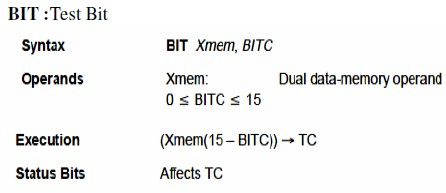 BIT :Test Bit
Syntax BIT Xmem, BITC
Operands Xmem: Dual data-memory operand
0 ≤ BITC ≤ 15
Execution (Xmem(15 – BITC)) → TC
Status Bits Affects TC